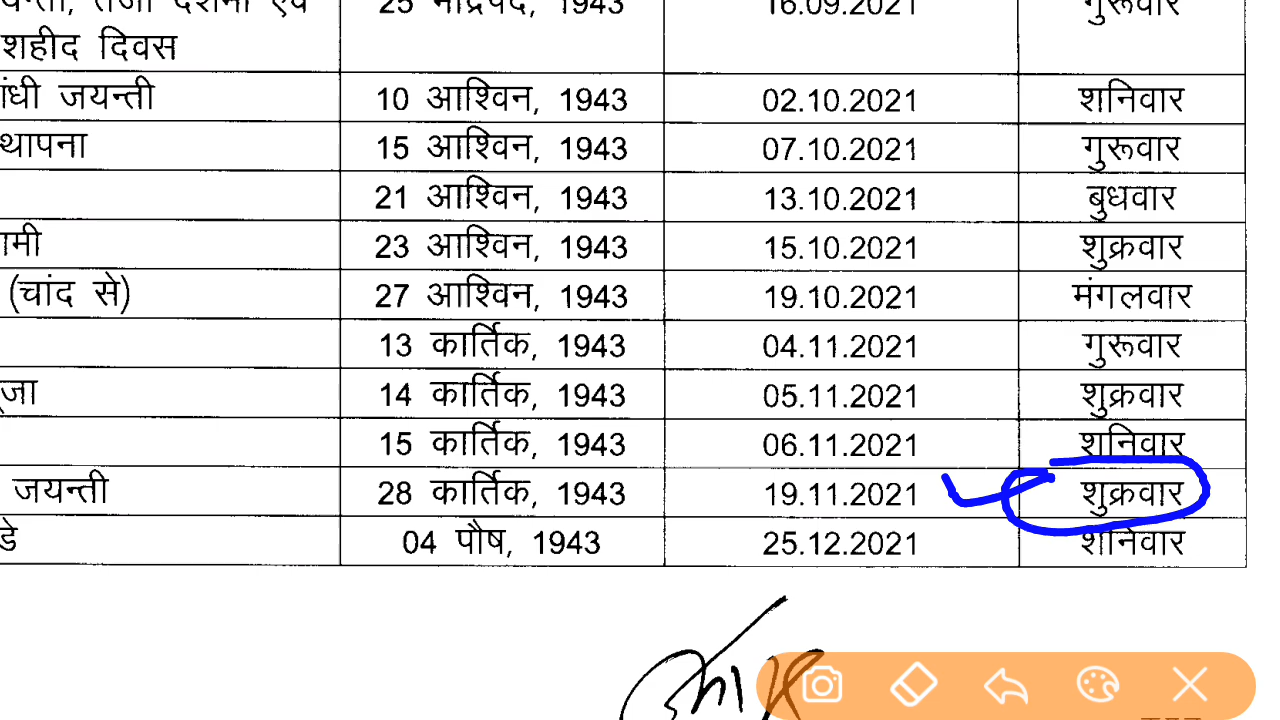 तेजा दशमी एवं 25 भाद्रपद, 1943 16.09.2021 गुरूवार
शहीद दिवस
जयन्ती 10 आश्विन, 1943 02.10.2021 शनिवार
15 आश्विन, 1943 07.10.2021 गुरूवार
21 आश्विन, 1943 13.10.2021 बुधवार
23 आश्विन, 1943 15.10.2021 शुक्रवार
(चांद से) 27 आश्विन, 1943 19.10.2021 मंगलवार
13 कार्तिक, 1943 04.11.2021 गुरूवार
14 कार्तिक, 1943 05.11.2021 शुक्रवार
15 कार्तिक, 1943 06.11.2021 शनिवार
जयन्ती 28 कार्तिक, 1943 19.11.2021 शुक्रवार
04 पौष, 1943 25.12.2021 शनिवार